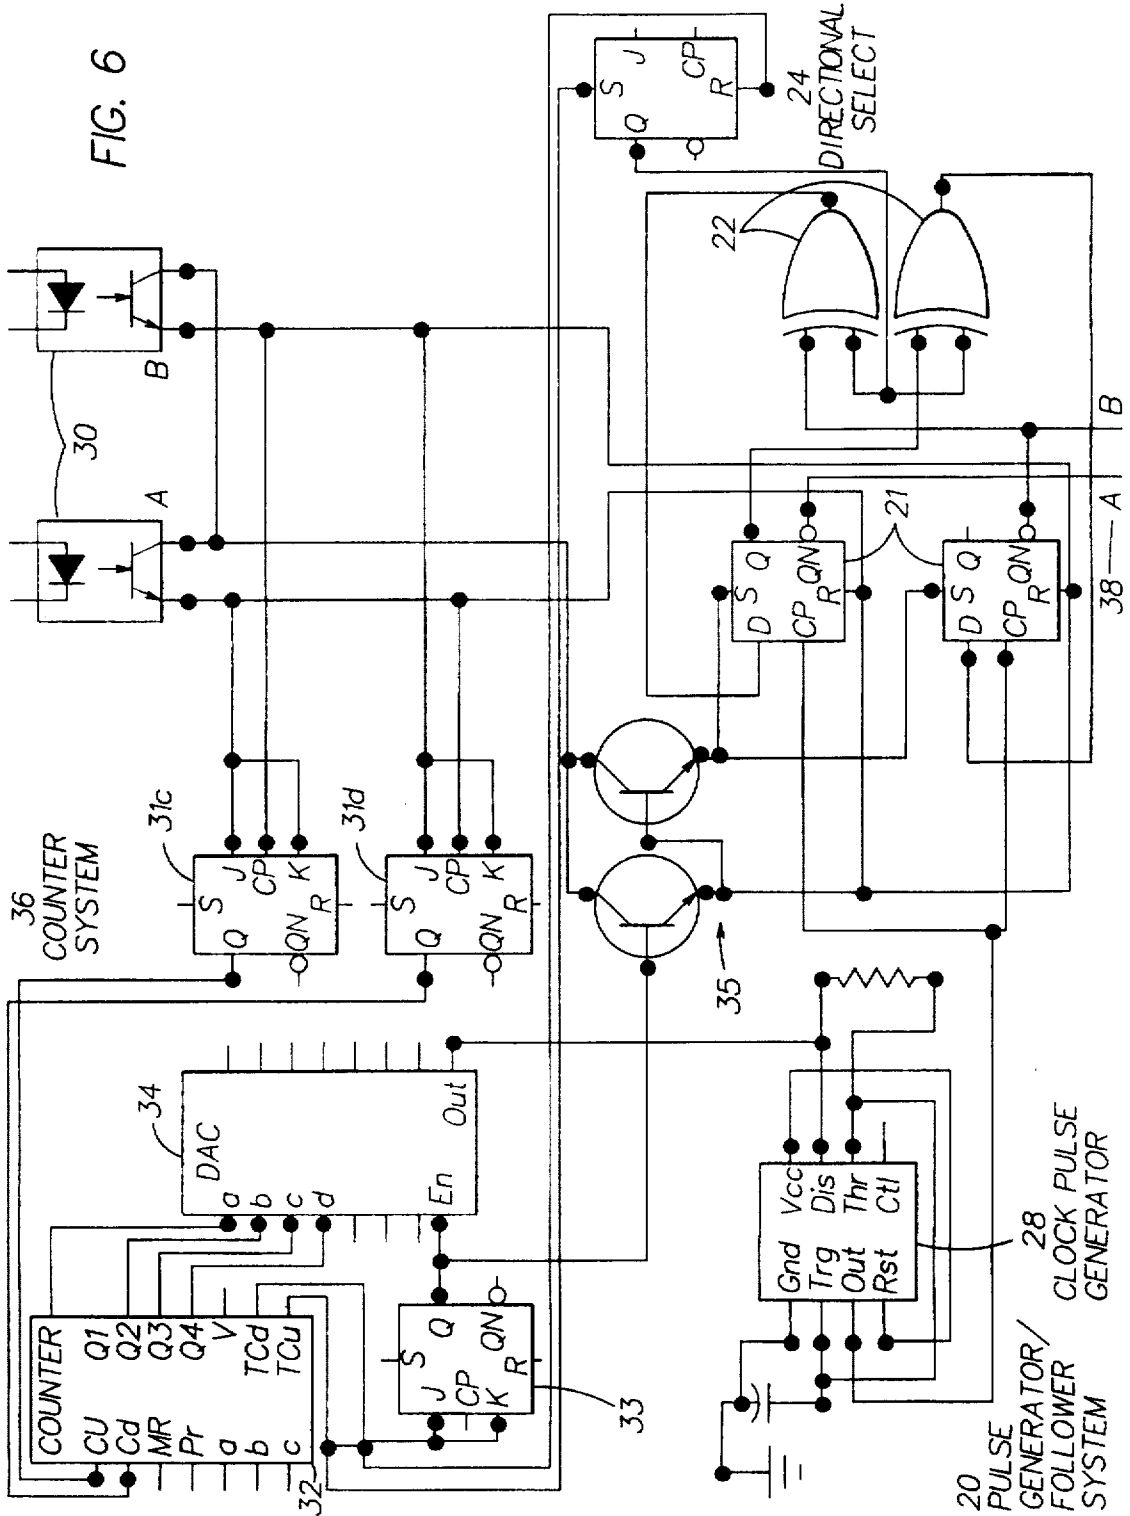 FIG. 6
30
A
B
36
COUNTER
SYSTEM
31c
S
J
Q
CP
QN
K
R
31d
S
J
Q
CP
QN
K
R
34
DAC
a
b
c
d
En
Out
COUNTER
CU
Q1
Cd
Q2
MR
Q3
Pr
Q4
a
V
b
TCd
c
TCu
32
S
J
Q
CP
K
QN
R
33
35
24
DIRECTIONAL
SELECT
S
J
Q
CP
R
22
21
S
D
Q
CP
QN
R
S
D
Q
CP
QN
R
38
A
B
Gnd
Vcc
Trg
Dis
Out
Thr
Rst
Ctl
28
CLOCK PULSE
GENERATOR
20
PULSE
GENERATOR/
FOLLOWER
SYSTEM